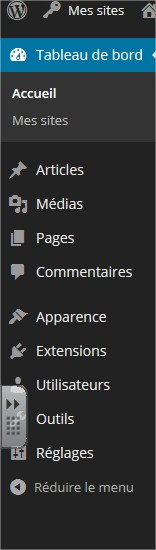 Mes sites
Tableau de bord
Accueil
Mes sites
Articles
Médias
Pages
Commentaires
Apparence
Extensions
Utilisateurs
Outils
Réglages
Réduire le menu